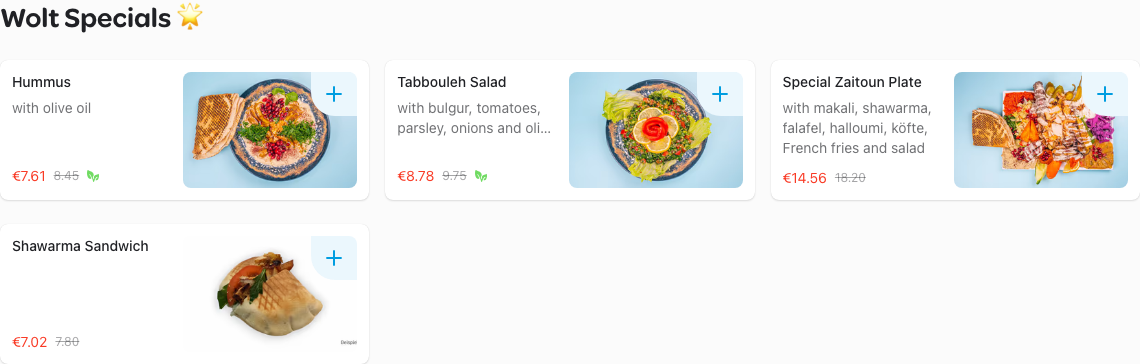 Wolt Specials 🌟
Hummus
with olive oil
€7.61 8.45
Tabbouleh Salad
with bulgur, tomatoes,
parsley, onions and oli...
€8.78 9.75
Special Zaitoun Plate
with makali, shawarma,
falafel, halloumi, köfte,
French fries and salad
€14.56 18.20
Shawarma Sandwich
€7.02 7.80
Beispiel